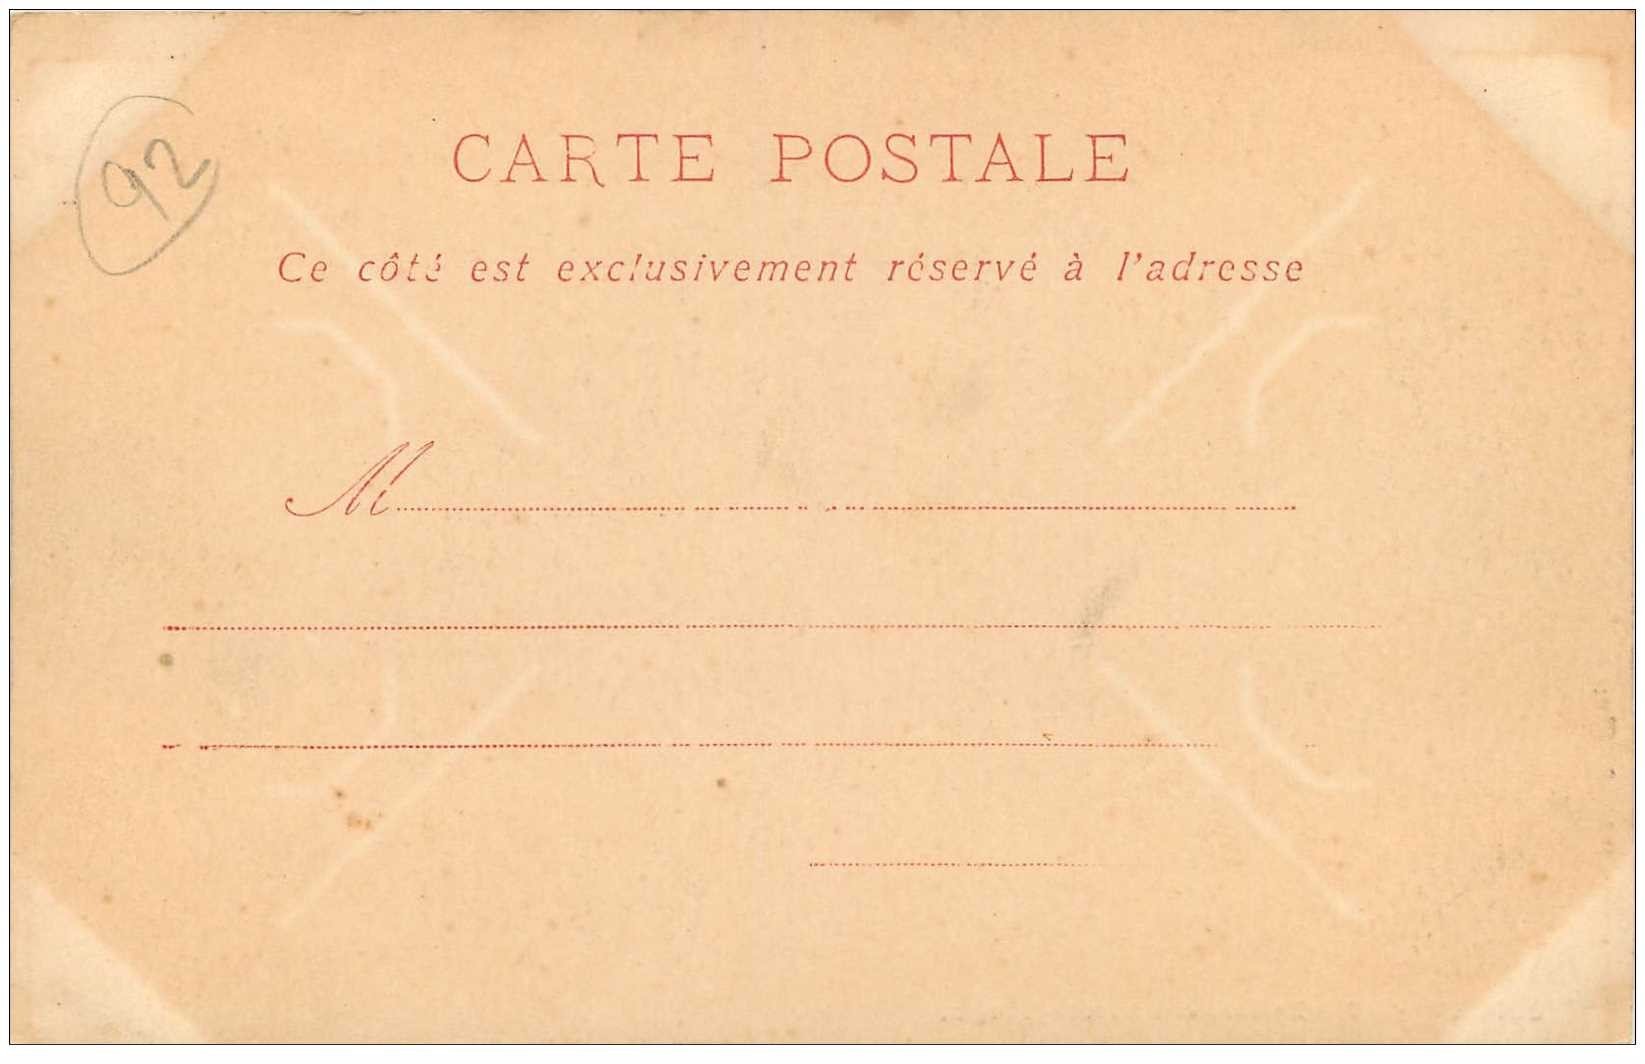 92
CARTE POSTALE
Ce côté est exclusivement réservé à l'adresse
M